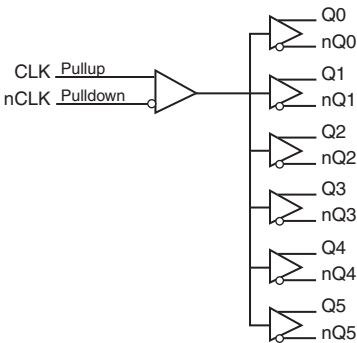 Q0
nQ0
CLK Pullup
nCLK Pulldown
Q1
nQ1
Q2
nQ2
Q3
nQ3
Q4
nQ4
Q5
nQ5